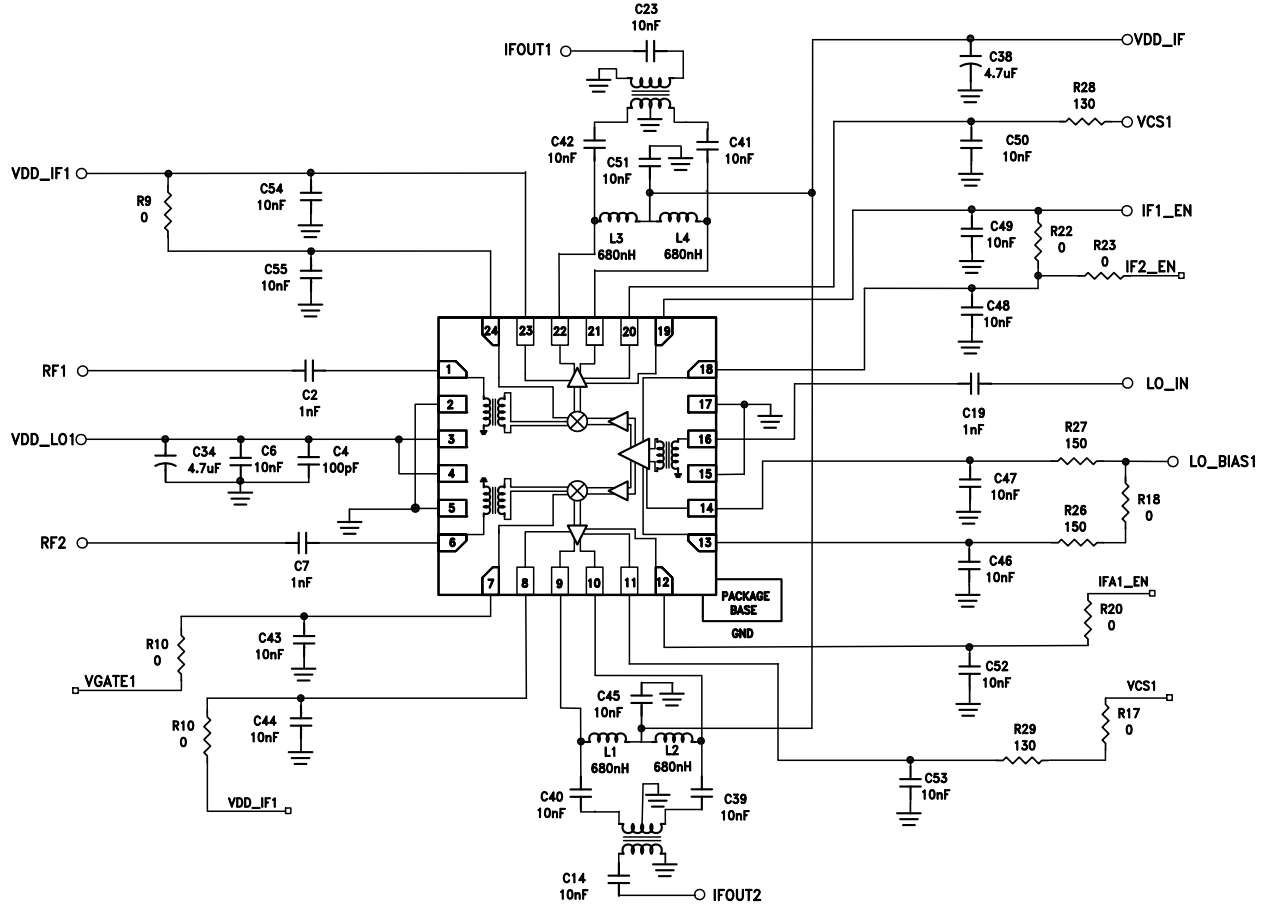 C23
10nF
IFOUT1
VDD_IF
C38
4.7uF
R28
130
VCS1
C42
10nF
C51
10nF
C41
10nF
C50
10nF
VDD_IF1
R9
0
C54
10nF
IF1_EN
C49
10nF
R22
0
R23
0
IF2_EN
L3
680nH
L4
680nH
C55
10nF
C48
10nF
24
23
22
21
20
19
RF1
C2
1nF
1
18
LO_IN
C19
1nF
2
17
VDD_LO1
C34
4.7uF
C6
10nF
C4
100pF
3
16
R27
150
LO_BIAS1
4
15
C47
10nF
R18
0
5
14
R26
150
RF2
C7
1nF
6
13
C46
10nF
7
8
9
10
11
12
PACKAGE
BASE
GND
IFA1_EN
R20
0
R10
0
C43
10nF
VGATE1
C52
10nF
C45
10nF
VCS1
R17
0
R10
0
C44
10nF
R29
130
L1
680nH
L2
680nH
C53
10nF
VDD_IF1
C40
10nF
C39
10nF
C14
10nF
IFOUT2